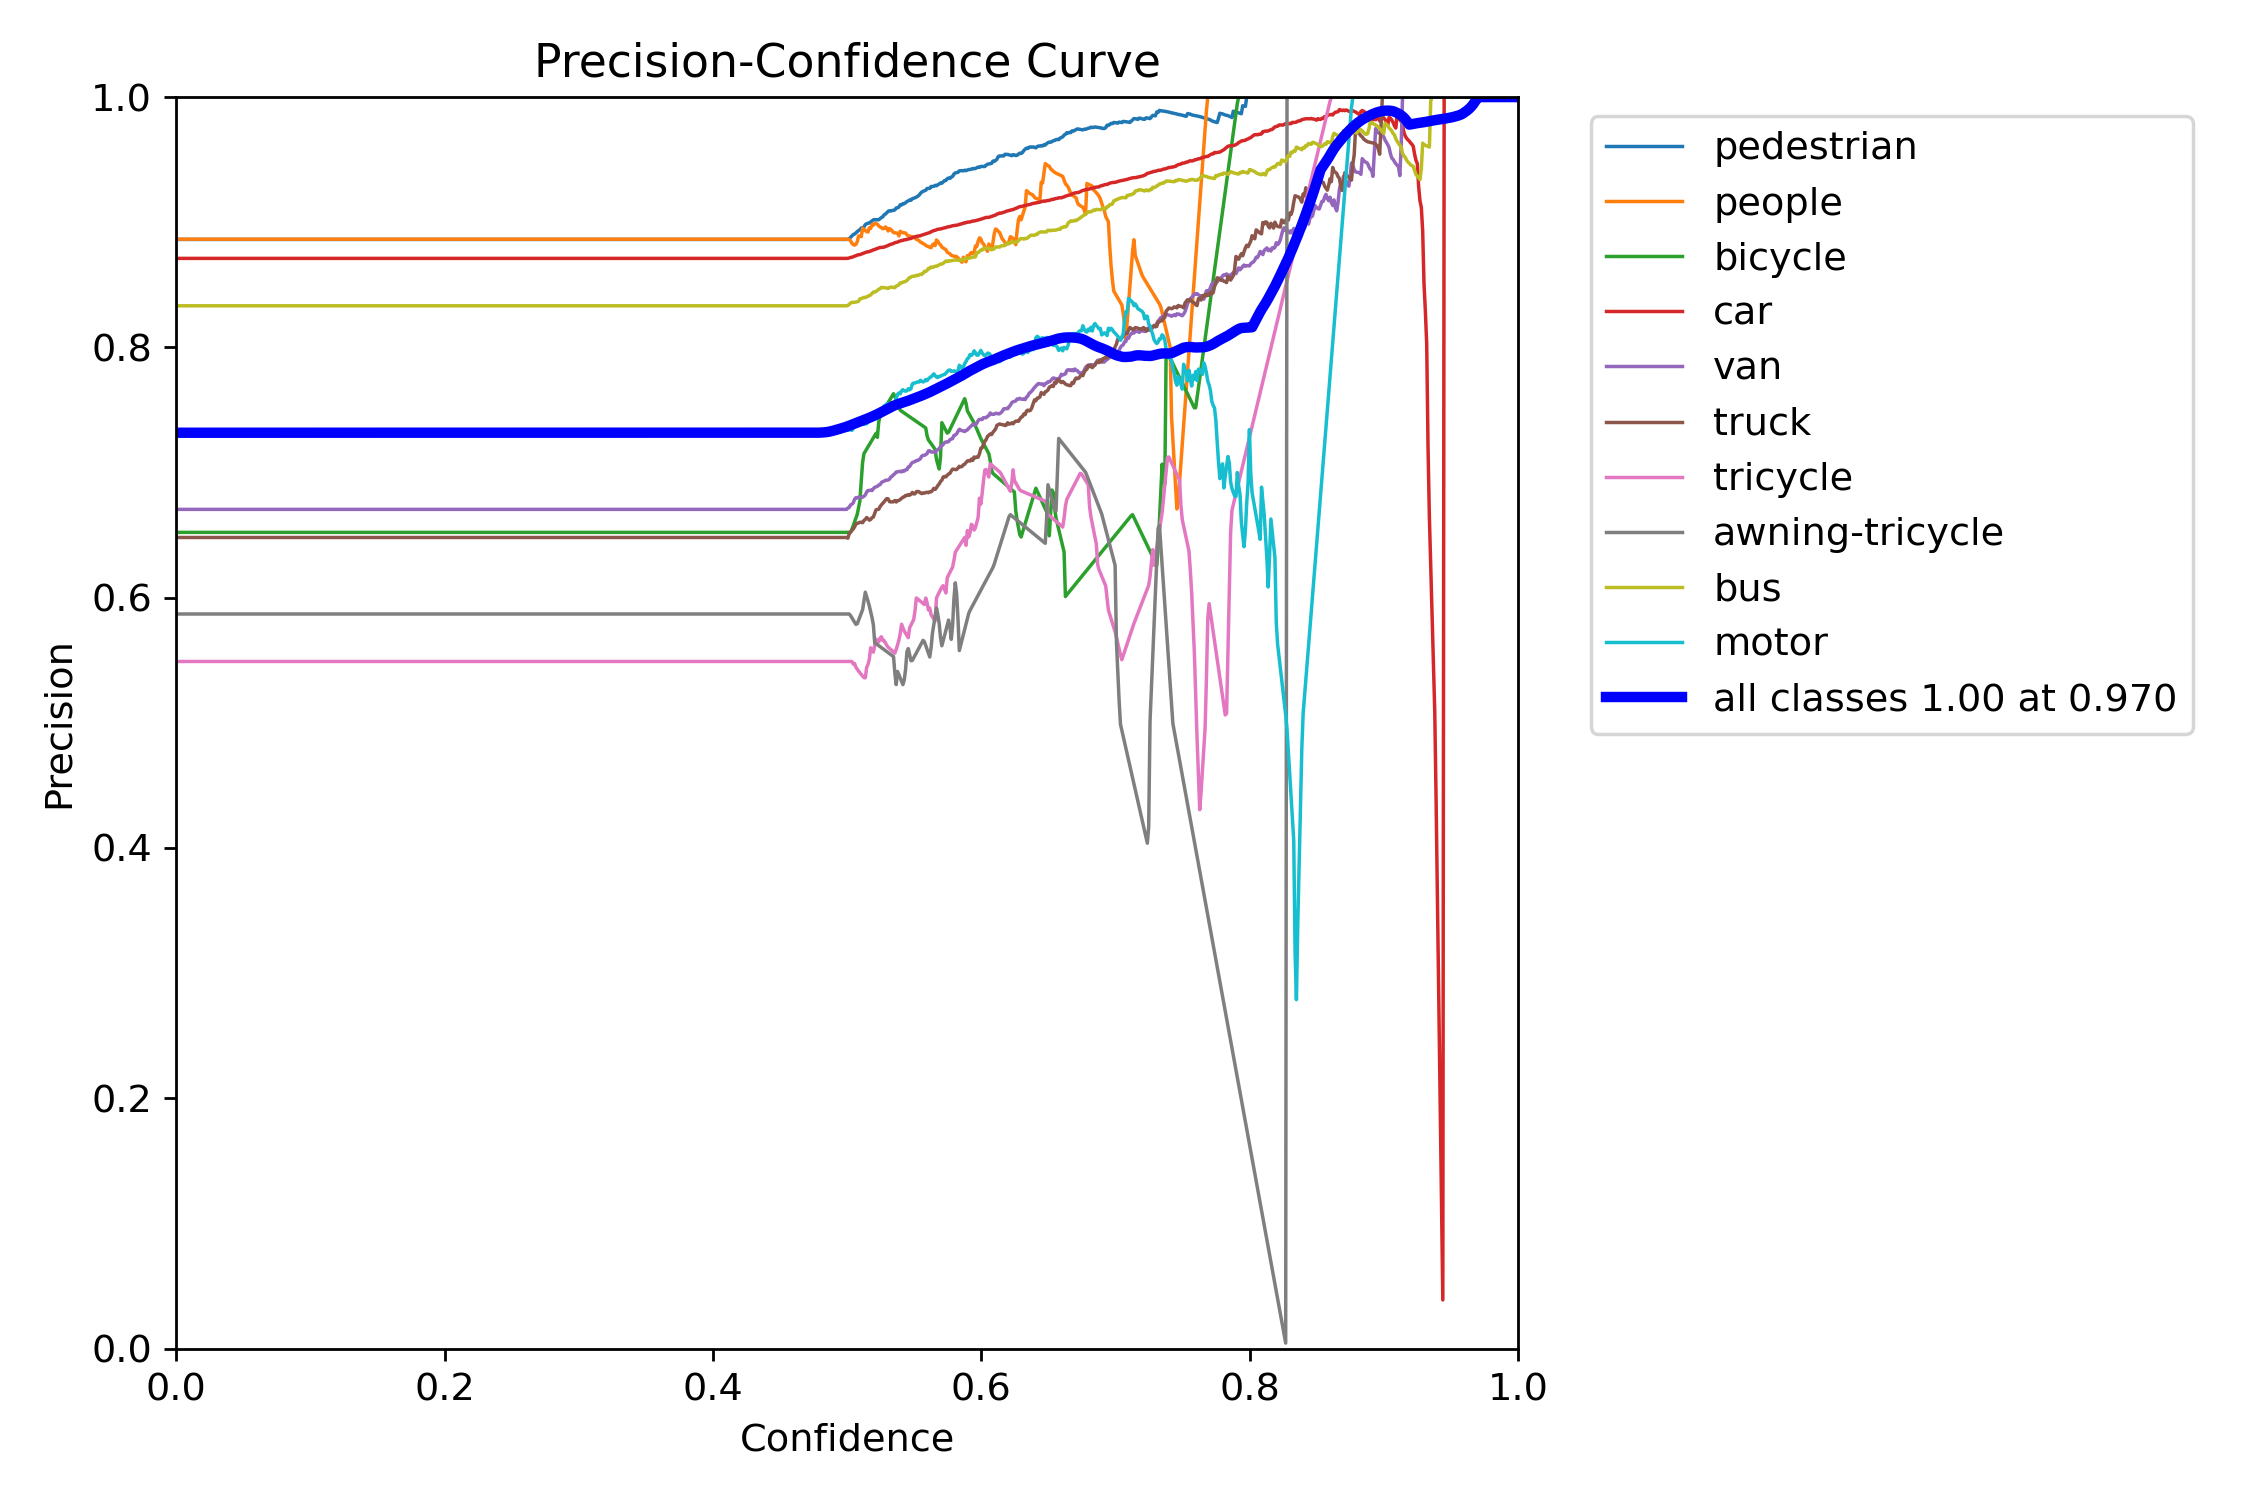 Precision-Confidence Curve
1.0
0.8
0.6
0.4
0.2
0.0
Precision
0.0 0.2 0.4 0.6 0.8 1.0
Confidence
pedestrian
people
bicycle
car
van
truck
tricycle
awning-tricycle
bus
motor
all classes 1.00 at 0.970